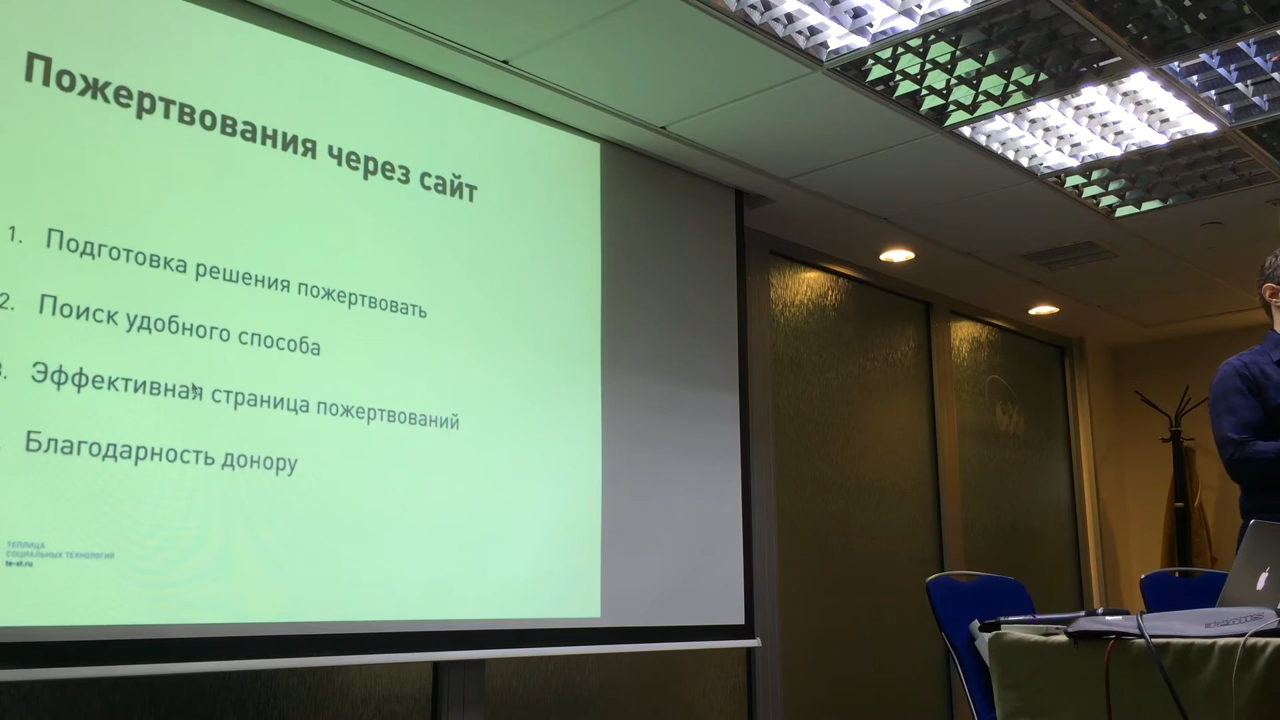 Пожертвования через сайт
1. Подготовка решения пожертвовать
2. Поиск удобного способа
3. Эффективная страница пожертвований
Благодарность донору
ТЕПЛИЦА
СОЦИАЛЬНЫХ ТЕХНОЛОГИЙ
te-st.ru